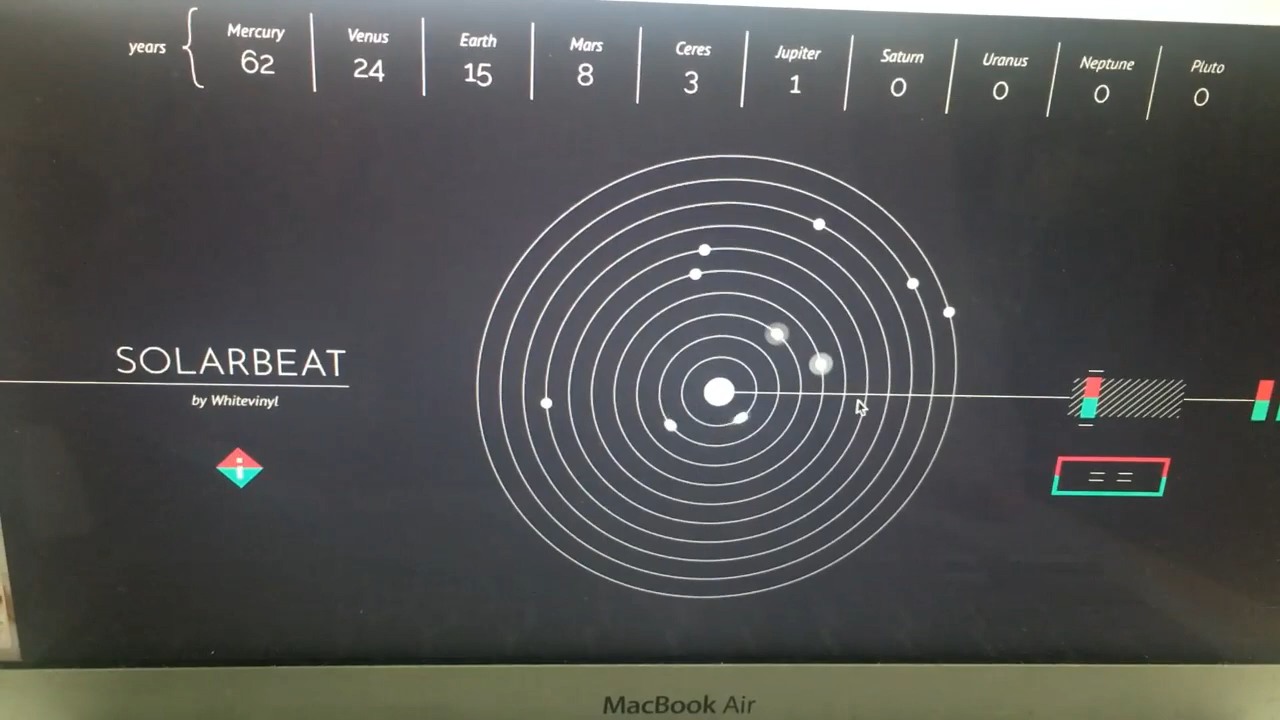 years { Mercury Venus Earth Mars Ceres Jupiter Saturn Uranus Neptune Pluto
62 24 15 8 3 1 0 0 0 0
SOLARBEAT
by Whitevinyl
i
MacBook Air